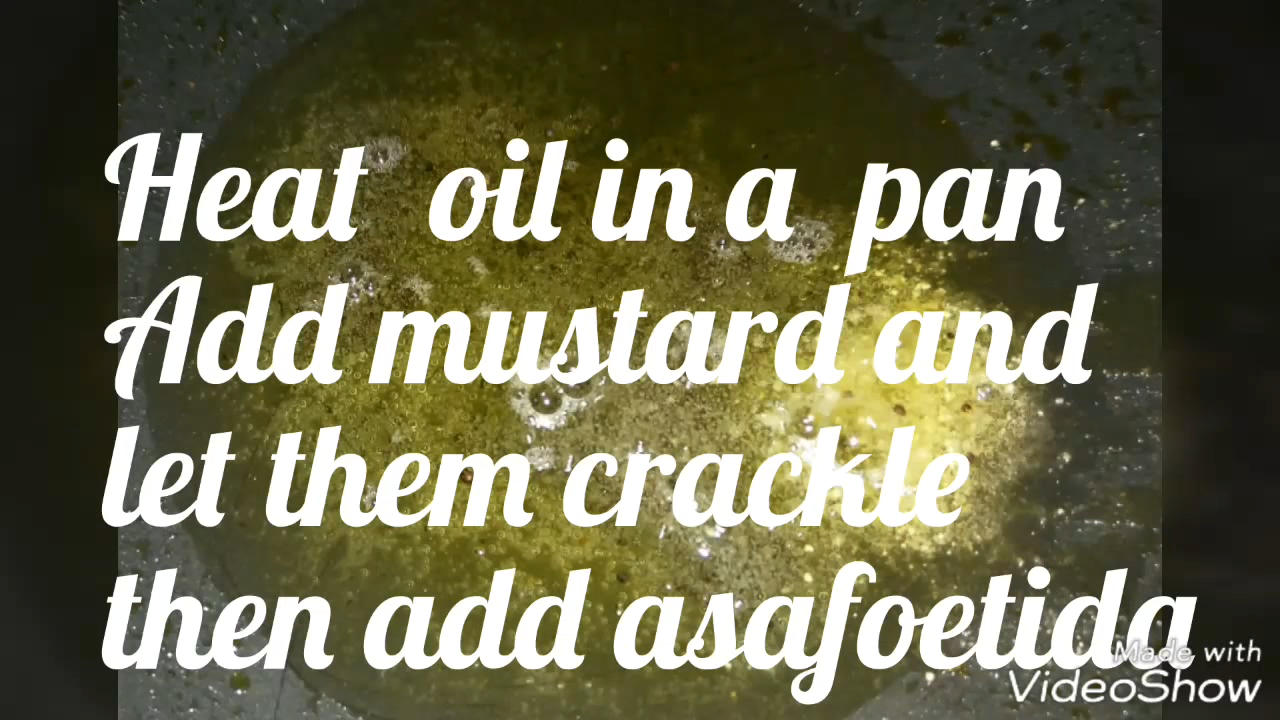 Heat oil in a pan
Add mustard and
let them crackle
then add asafoetida
Made with
VideoShow